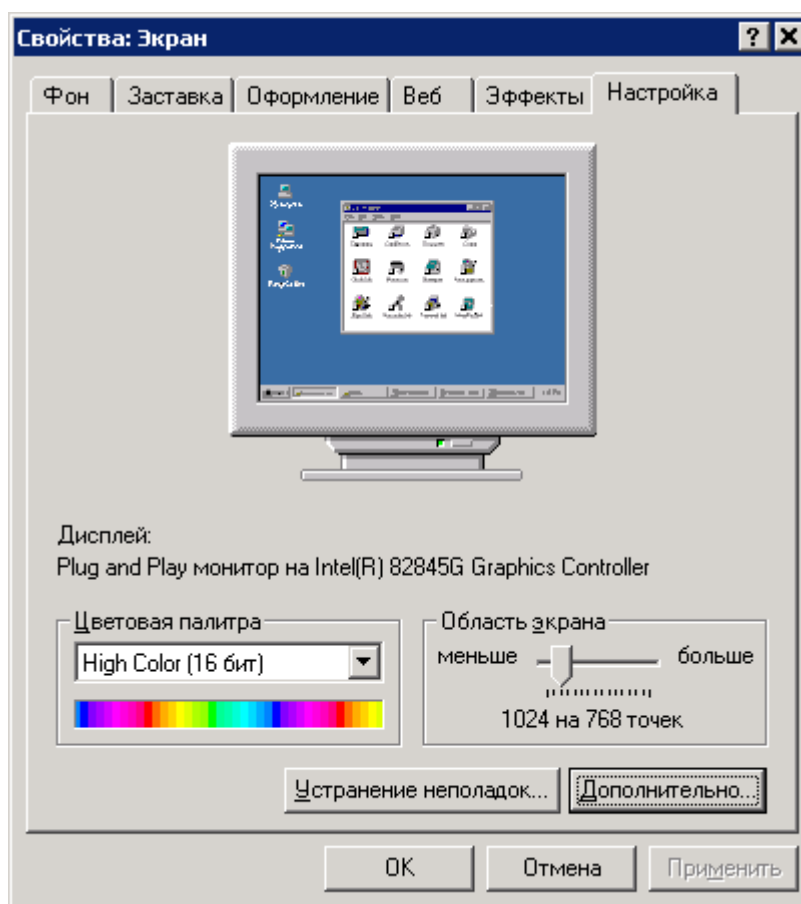 Свойства: Экран
Фон
Заставка
Оформление
Веб
Эффекты
Настройка
Дисплей:
Plug and Play монитор на Intel(R) 82845G Graphics Controller
Цветовая палитра
High Color (16 бит)
Область экрана
меньше
больше
1024 на 768 точек
Устранение неполадок...
Дополнительно...
OK
Отмена
Применить